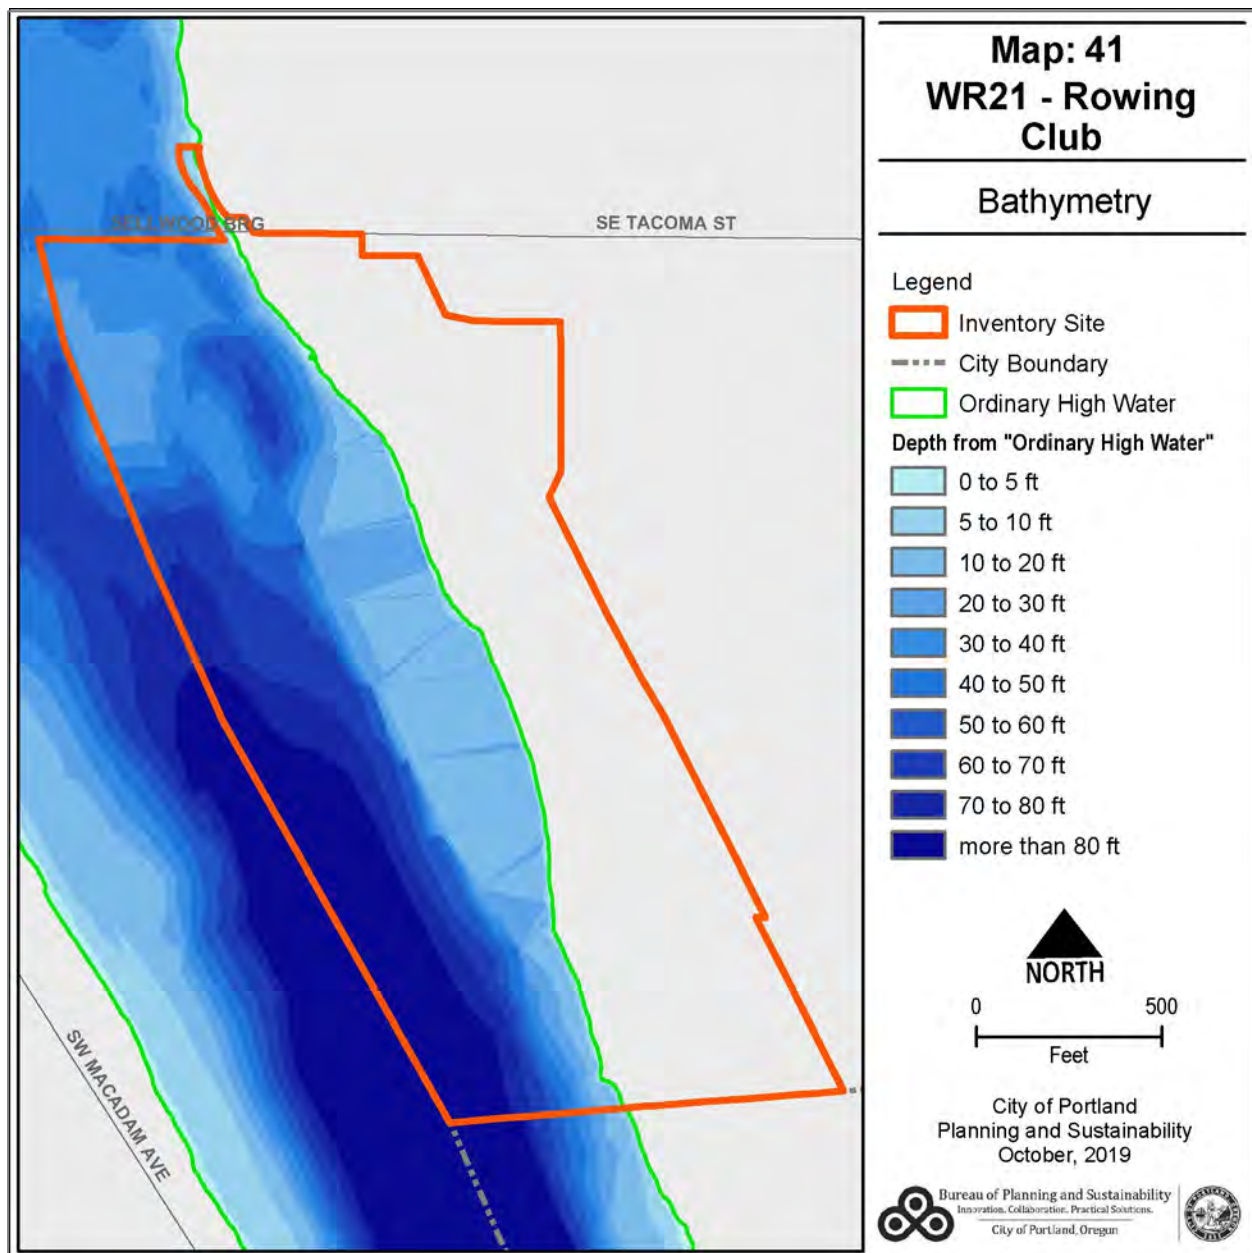 Map: 41
WR21 - Rowing
Club
Bathymetry
Legend
Inventory Site
City Boundary
Ordinary High Water
Depth from "Ordinary High Water"
0 to 5 ft
5 to 10 ft
10 to 20 ft
20 to 30 ft
30 to 40 ft
40 to 50 ft
50 to 60 ft
60 to 70 ft
70 to 80 ft
more than 80 ft
NORTH
0 500
Feet
City of Portland
Planning and Sustainability
October, 2019
Bureau of Planning and Sustainability
Innovation. Collaboration. Practical Solutions.
City of Portland, Oregon
SELLWOOD BRG
SE TACOMA ST
SW MACADAM AVE